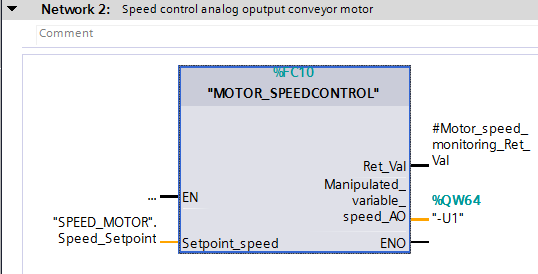 Network 2: Speed control analog oputput conveyor motor
Comment
%FC10
"MOTOR_SPEEDCONTROL"
#Motor_speed_
monitoring_Ret_
Val
Ret_Val
Manipulated_
variable_
speed_AO
%QW64
"-U1"
...
EN
"SPEED_MOTOR".
Speed_Setpoint
Setpoint_speed
ENO